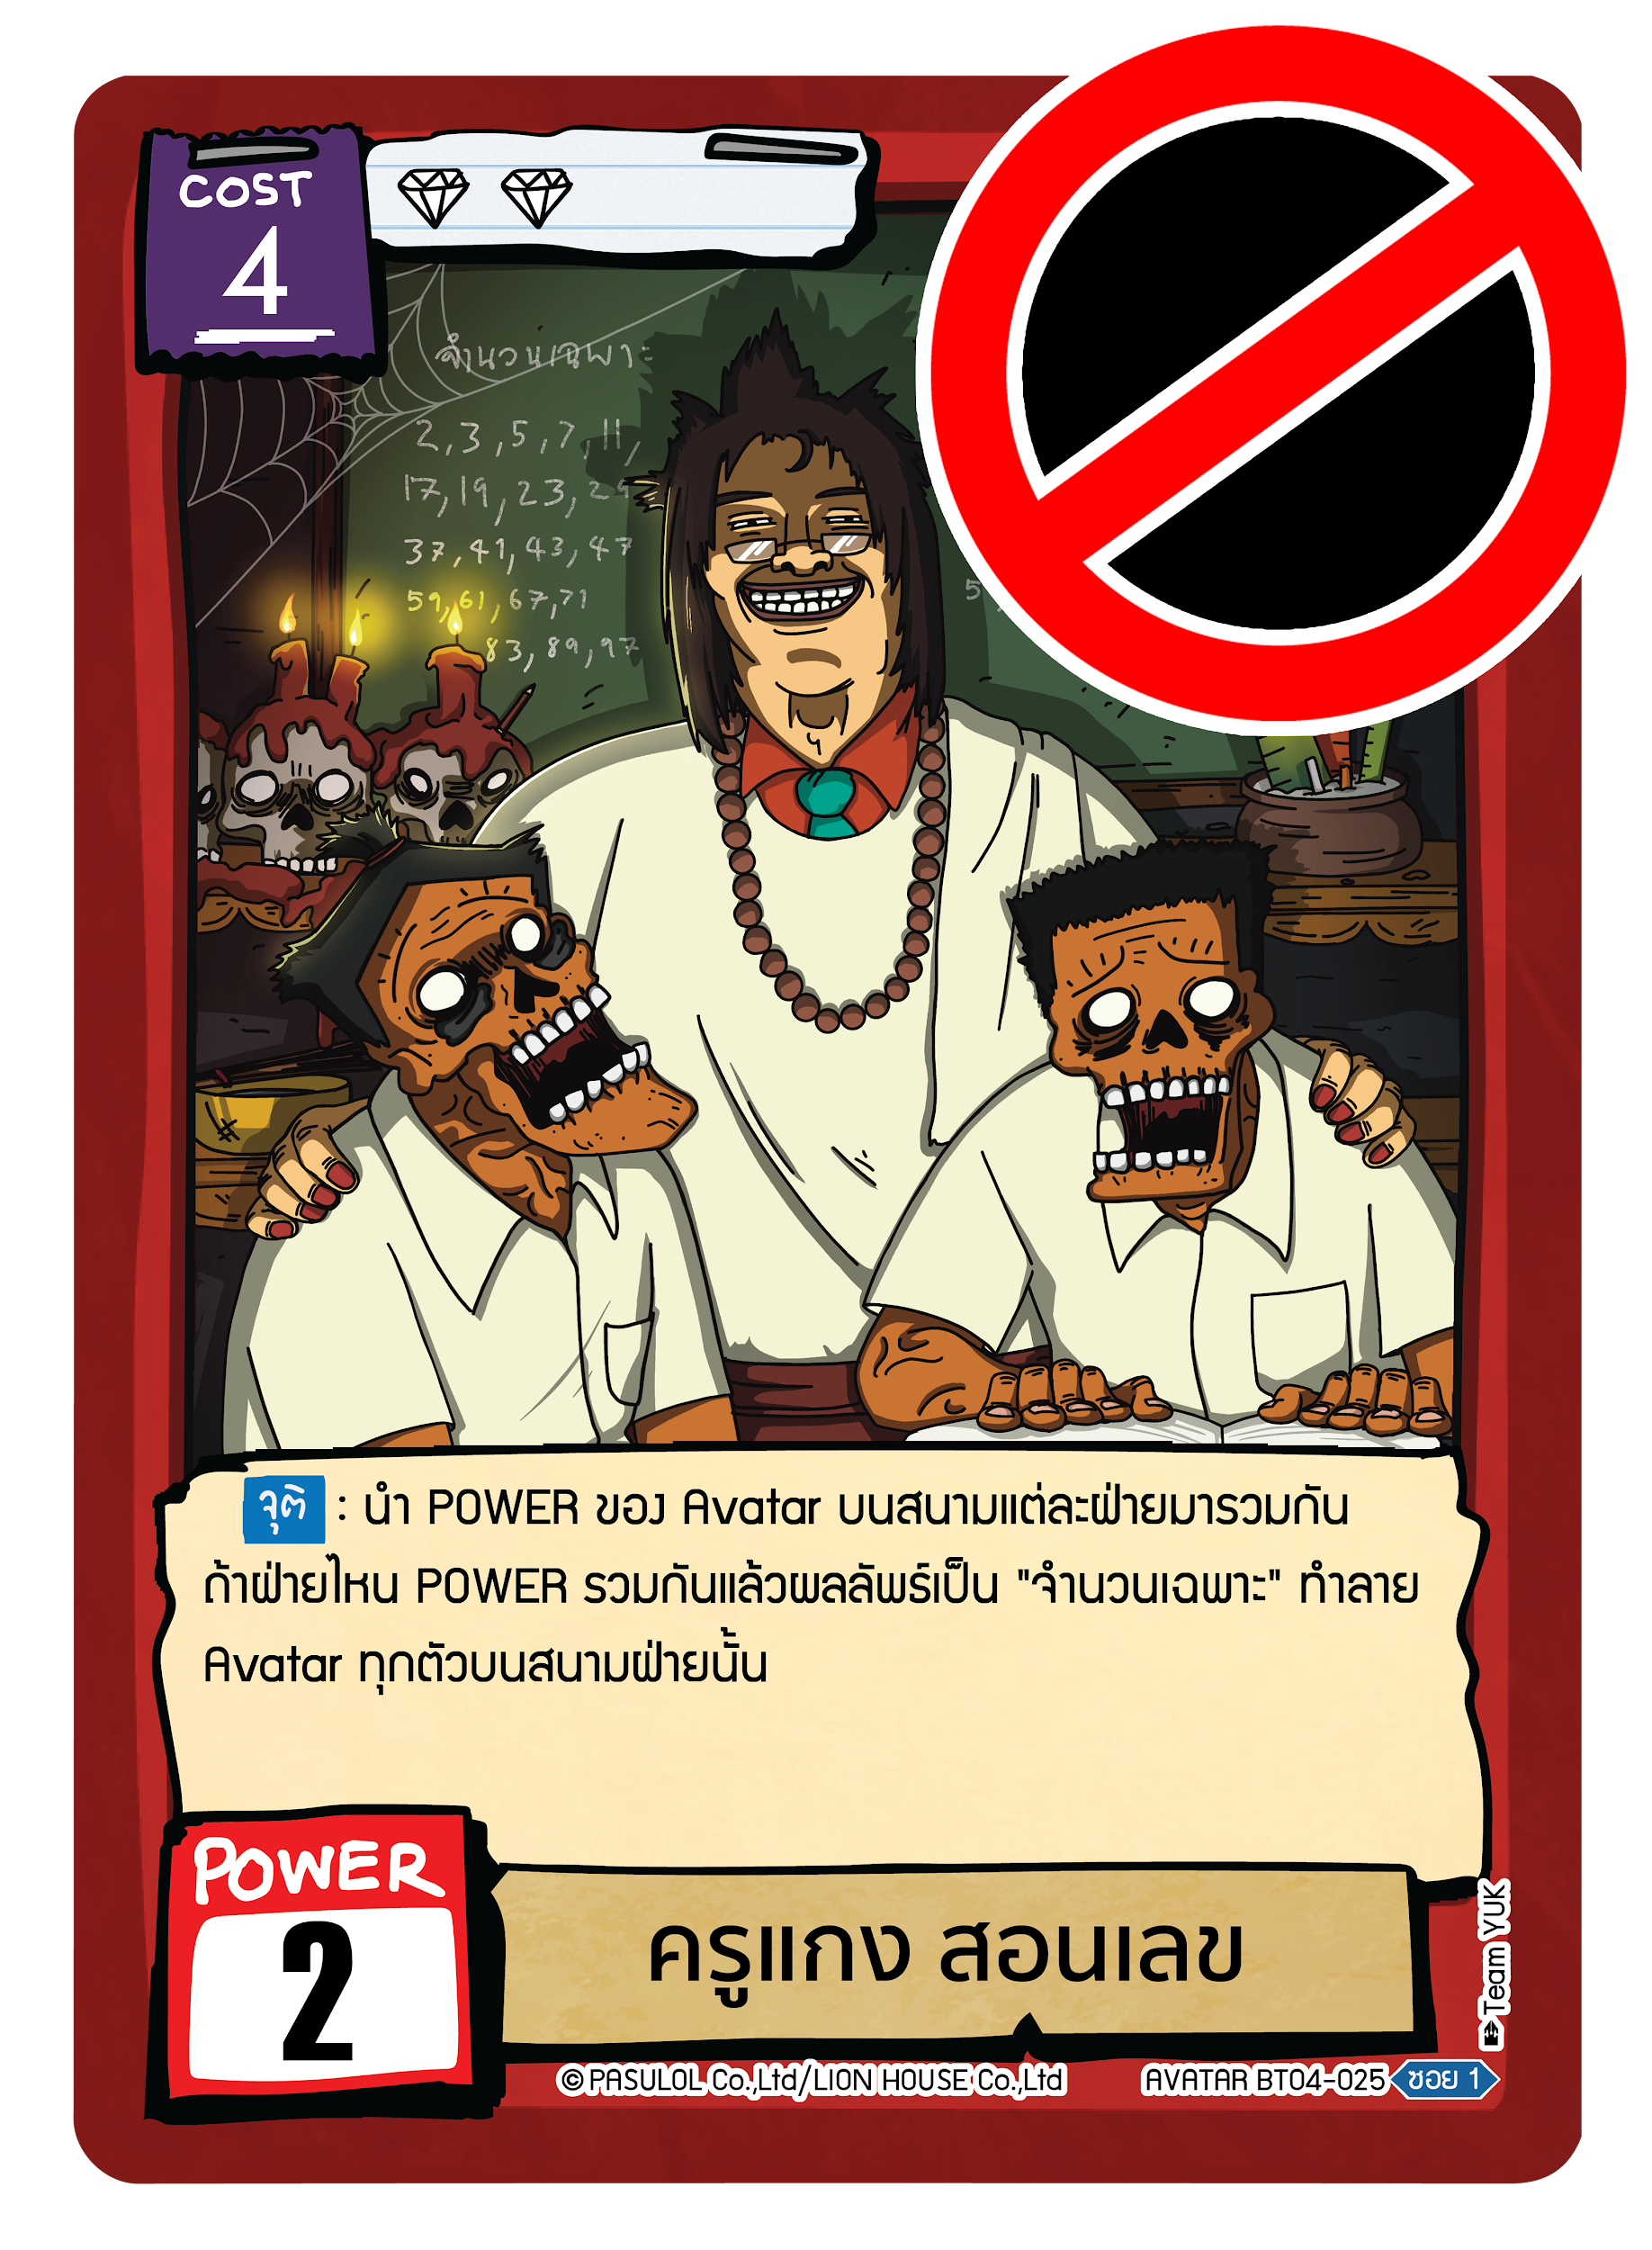 COST
4
จำนวนเฉพาะ
2,3,5,7,11,
17,19,23,29
37,41,43,47
59,61,67,71
83,89,97
จุติ : นำ POWER ของ Avatar บนสนามแต่ละฝ่ายมารวมกัน
ถ้าฝ่ายไหน POWER รวมกันแล้วผลลัพธ์เป็น "จำนวนเฉพาะ" ทำลาย
Avatar ทุกตัวบนสนามฝ่ายนั้น
POWER
2
ครูแกง สอนเลข
Team YUK
©PASULOL Co.,Ltd/LION HOUSE Co.,Ltd
AVATAR BT04-025 ซอย 1